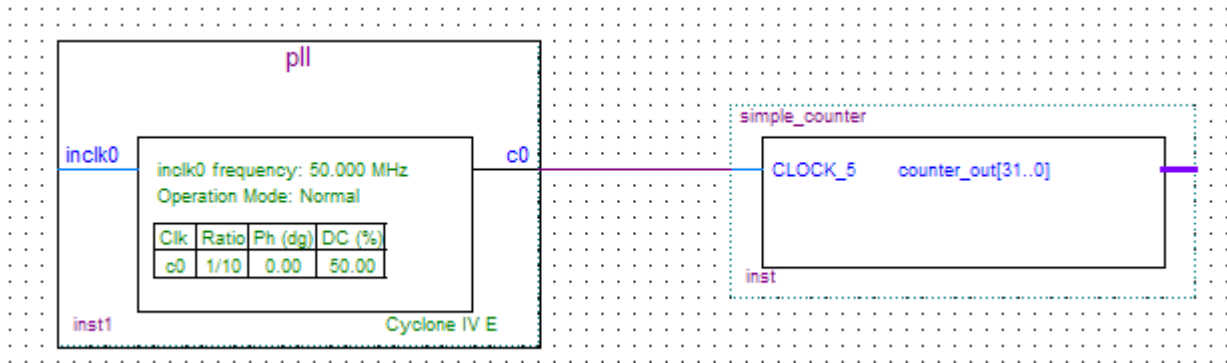 pll
inclk0
c0
inclk0 frequency: 50.000 MHz
Operation Mode: Normal
Clk Ratio Ph (dg) DC (%)
c0 1/10 0.00 50.00
inst1
Cyclone IV E
simple_counter
CLOCK_5 counter_out[31..0]
inst